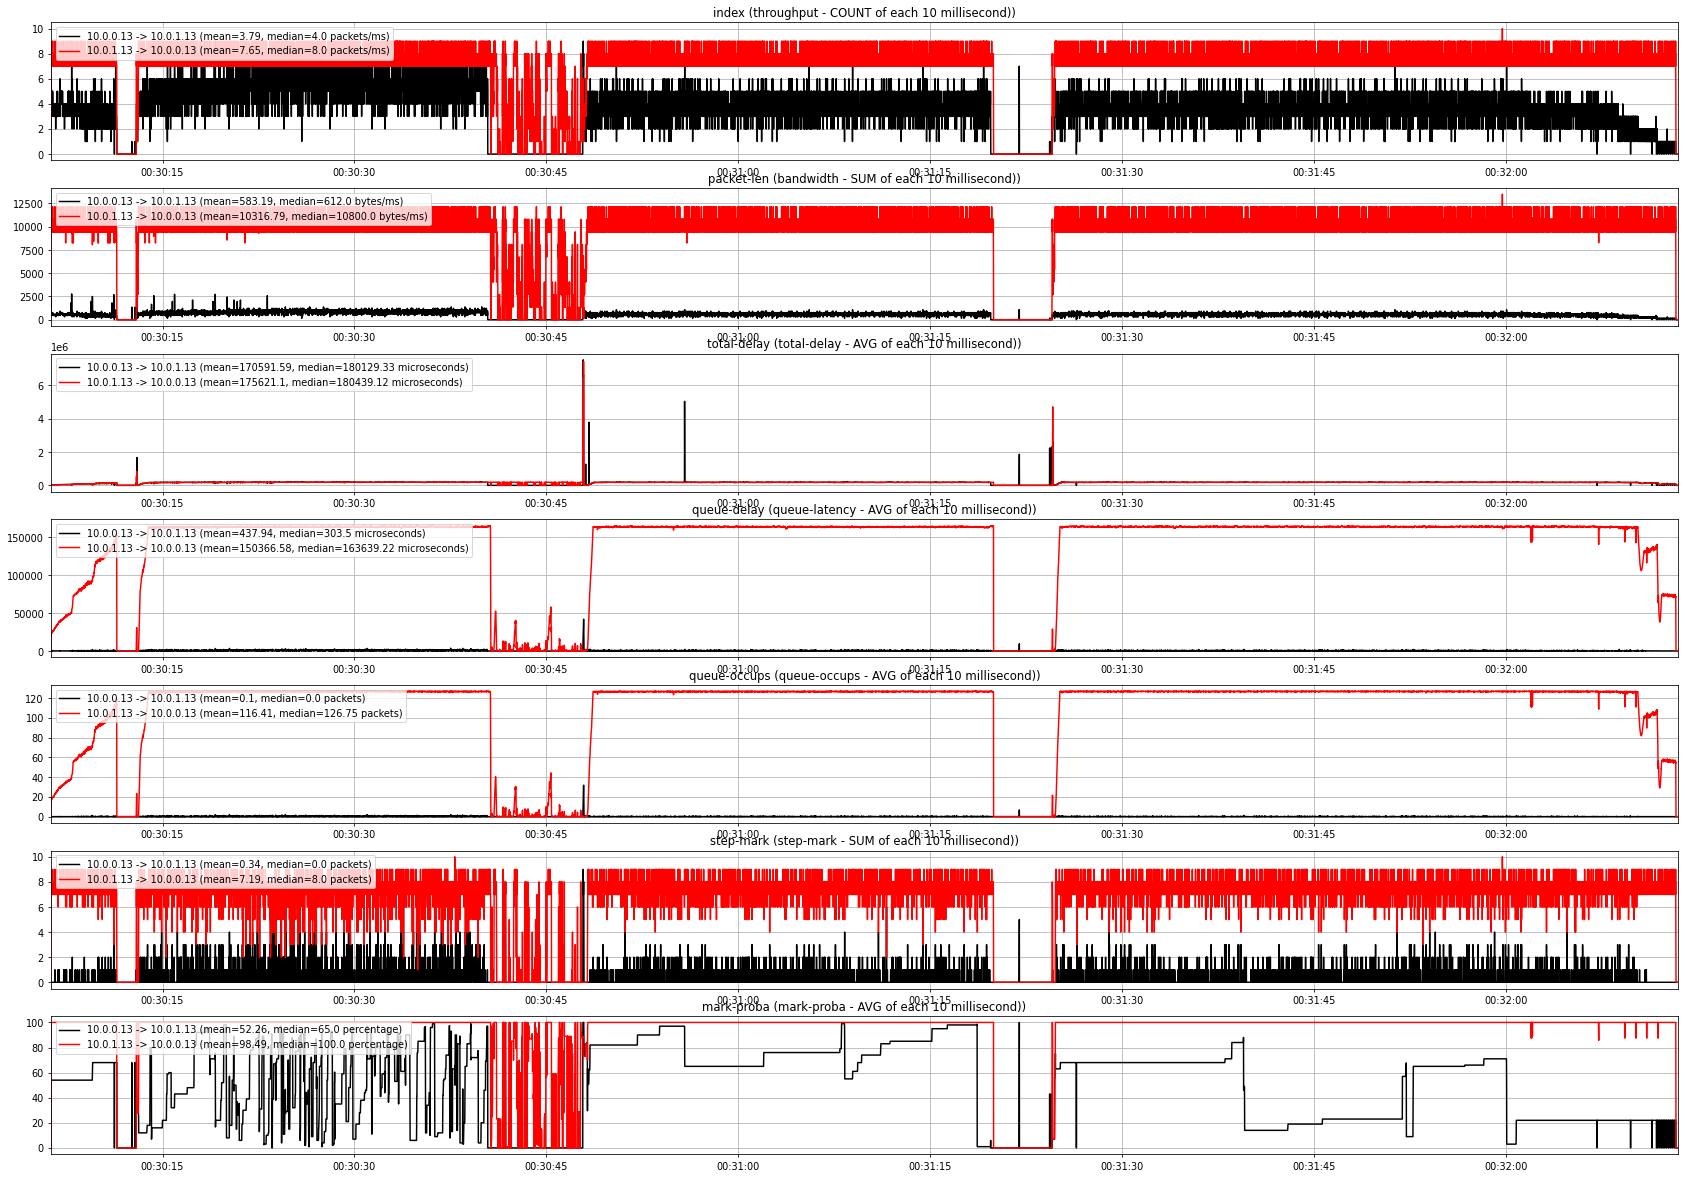 index (throughput - COUNT of each 10 millisecond))
10.0.0.13 -> 10.0.1.13 (mean=3.79, median=4.0 packets/ms)
10.0.1.13 -> 10.0.0.13 (mean=7.65, median=8.0 packets/ms)
10
8
6
4
2
0
00:30:15 00:30:30 00:30:45 00:31:00 00:31:15 00:31:30 00:31:45 00:32:00
packet-len (bandwidth - SUM of each 10 millisecond))
10.0.0.13 -> 10.0.1.13 (mean=583.19, median=612.0 bytes/ms)
10.0.1.13 -> 10.0.0.13 (mean=10316.79, median=10800.0 bytes/ms)
12500
10000
7500
5000
2500
0
00:30:15 00:30:30 00:30:45 00:31:00 00:31:15 00:31:30 00:31:45 00:32:00
1e6
total-delay (total-delay - AVG of each 10 millisecond))
10.0.0.13 -> 10.0.1.13 (mean=170591.59, median=180129.33 microseconds)
10.0.1.13 -> 10.0.0.13 (mean=175621.1, median=180439.12 microseconds)
6
4
2
0
00:30:15 00:30:30 00:30:45 00:31:00 00:31:15 00:31:30 00:31:45 00:32:00
queue-delay (queue-latency - AVG of each 10 millisecond))
10.0.0.13 -> 10.0.1.13 (mean=437.94, median=303.5 microseconds)
10.0.1.13 -> 10.0.0.13 (mean=150366.58, median=163639.22 microseconds)
150000
100000
50000
0
00:30:15 00:30:30 00:30:45 00:31:00 00:31:15 00:31:30 00:31:45 00:32:00
queue-occups (queue-occups - AVG of each 10 millisecond))
10.0.0.13 -> 10.0.1.13 (mean=0.1, median=0.0 packets)
10.0.1.13 -> 10.0.0.13 (mean=116.41, median=126.75 packets)
120
100
80
60
40
20
0
00:30:15 00:30:30 00:30:45 00:31:00 00:31:15 00:31:30 00:31:45 00:32:00
step-mark (step-mark - SUM of each 10 millisecond))
10.0.0.13 -> 10.0.1.13 (mean=0.34, median=0.0 packets)
10.0.1.13 -> 10.0.0.13 (mean=7.19, median=8.0 packets)
10
8
6
4
2
0
00:30:15 00:30:30 00:30:45 00:31:00 00:31:15 00:31:30 00:31:45 00:32:00
mark-proba (mark-proba - AVG of each 10 millisecond))
10.0.0.13 -> 10.0.1.13 (mean=52.26, median=65.0 percentage)
10.0.1.13 -> 10.0.0.13 (mean=98.49, median=100.0 percentage)
100
80
60
40
20
0
00:30:15 00:30:30 00:30:45 00:31:00 00:31:15 00:31:30 00:31:45 00:32:00